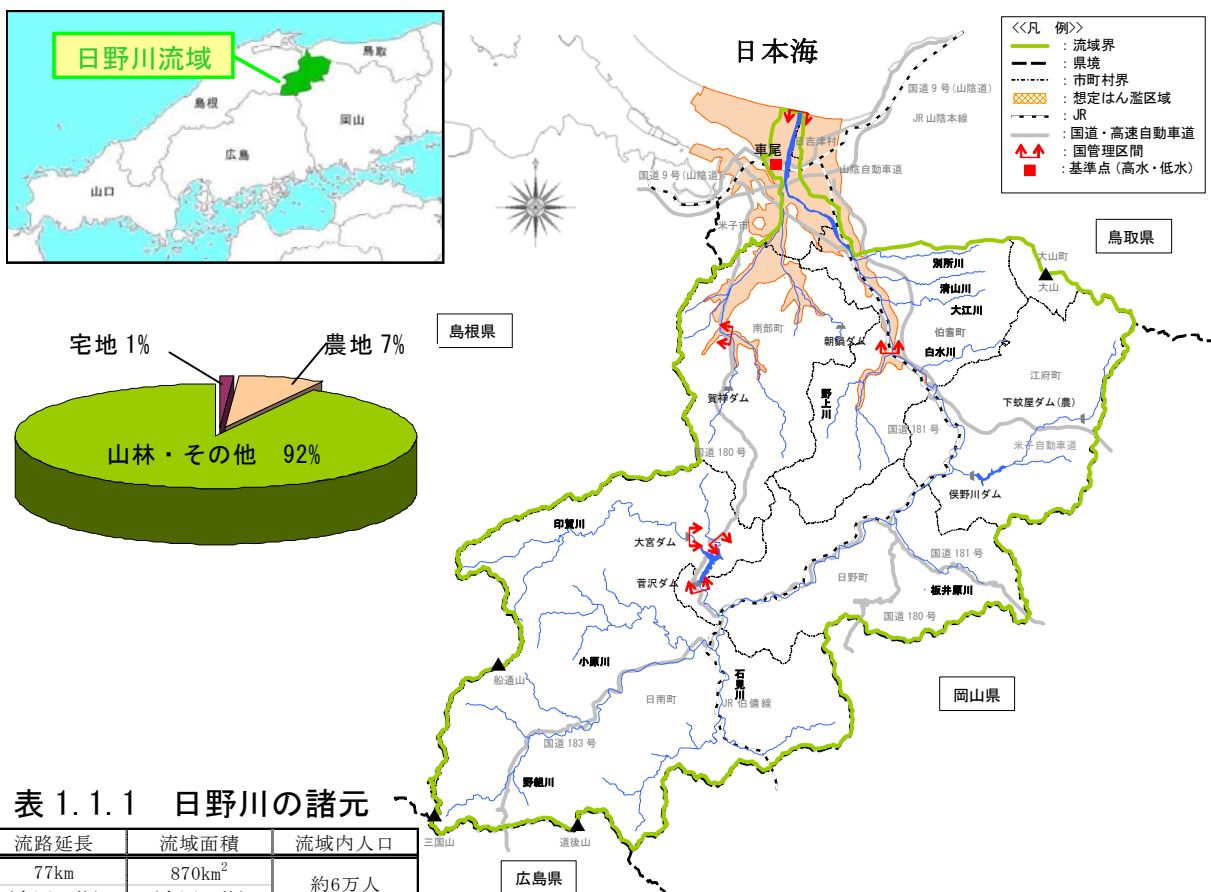 日野川流域
鳥取
島根
岡山
広島
山口
日本海
<<凡 例>>
: 流域界
: 県境
: 市町村界
: 想定はん濫区域
: JR
: 国道・高速自動車道
: 国管理区間
: 基準点(高水・低水)
国道9号(山陰道)
JR山陰本線
日吉津村
車尾
国道9号(山陰道)
山陰自動車道
米子市
鳥取県
別所川
大山町
清山川
大山
大江川
島根県
南部町
朝鍋ダム
伯耆町
白水川
江府町
賀祥ダム
野上川
下蚊屋ダム(農)
国道181号
米子自動車道
国道180号
俣野川ダム
印賀川
大宮ダム
国道181号
菅沢ダム
日野町
板井原川
国道180号
小原川
船通山
石見川
日南町
JR伯備線
岡山県
国道183号
野組川
三国山
道後山
広島県
宅地 1%
農地 7%
山林・その他 92%
表 1.1.1 日野川の諸元
流路延長 流域面積 流域内人口
77km 870km² 約6万人